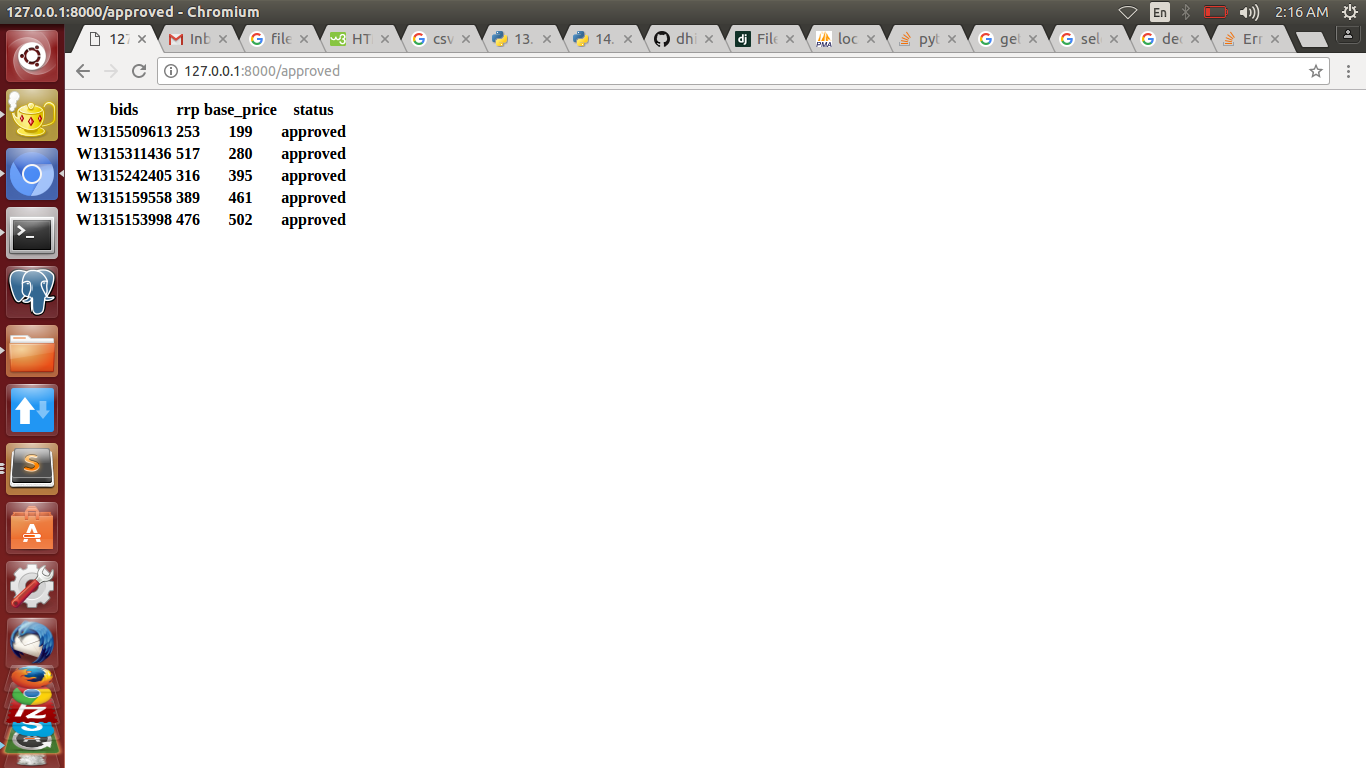 127.0.0.1:8000/approved - Chromium
En
2:16 AM
127.
Inb
file
HT
csv
13.
14.
dhi
File
loc
pyt
get
sele
dec
Err
127.0.0.1:8000/approved
bids rrp base_price status
W1315509613 253 199 approved
W1315311436 517 280 approved
W1315242405 316 395 approved
W1315159558 389 461 approved
W1315153998 476 502 approved